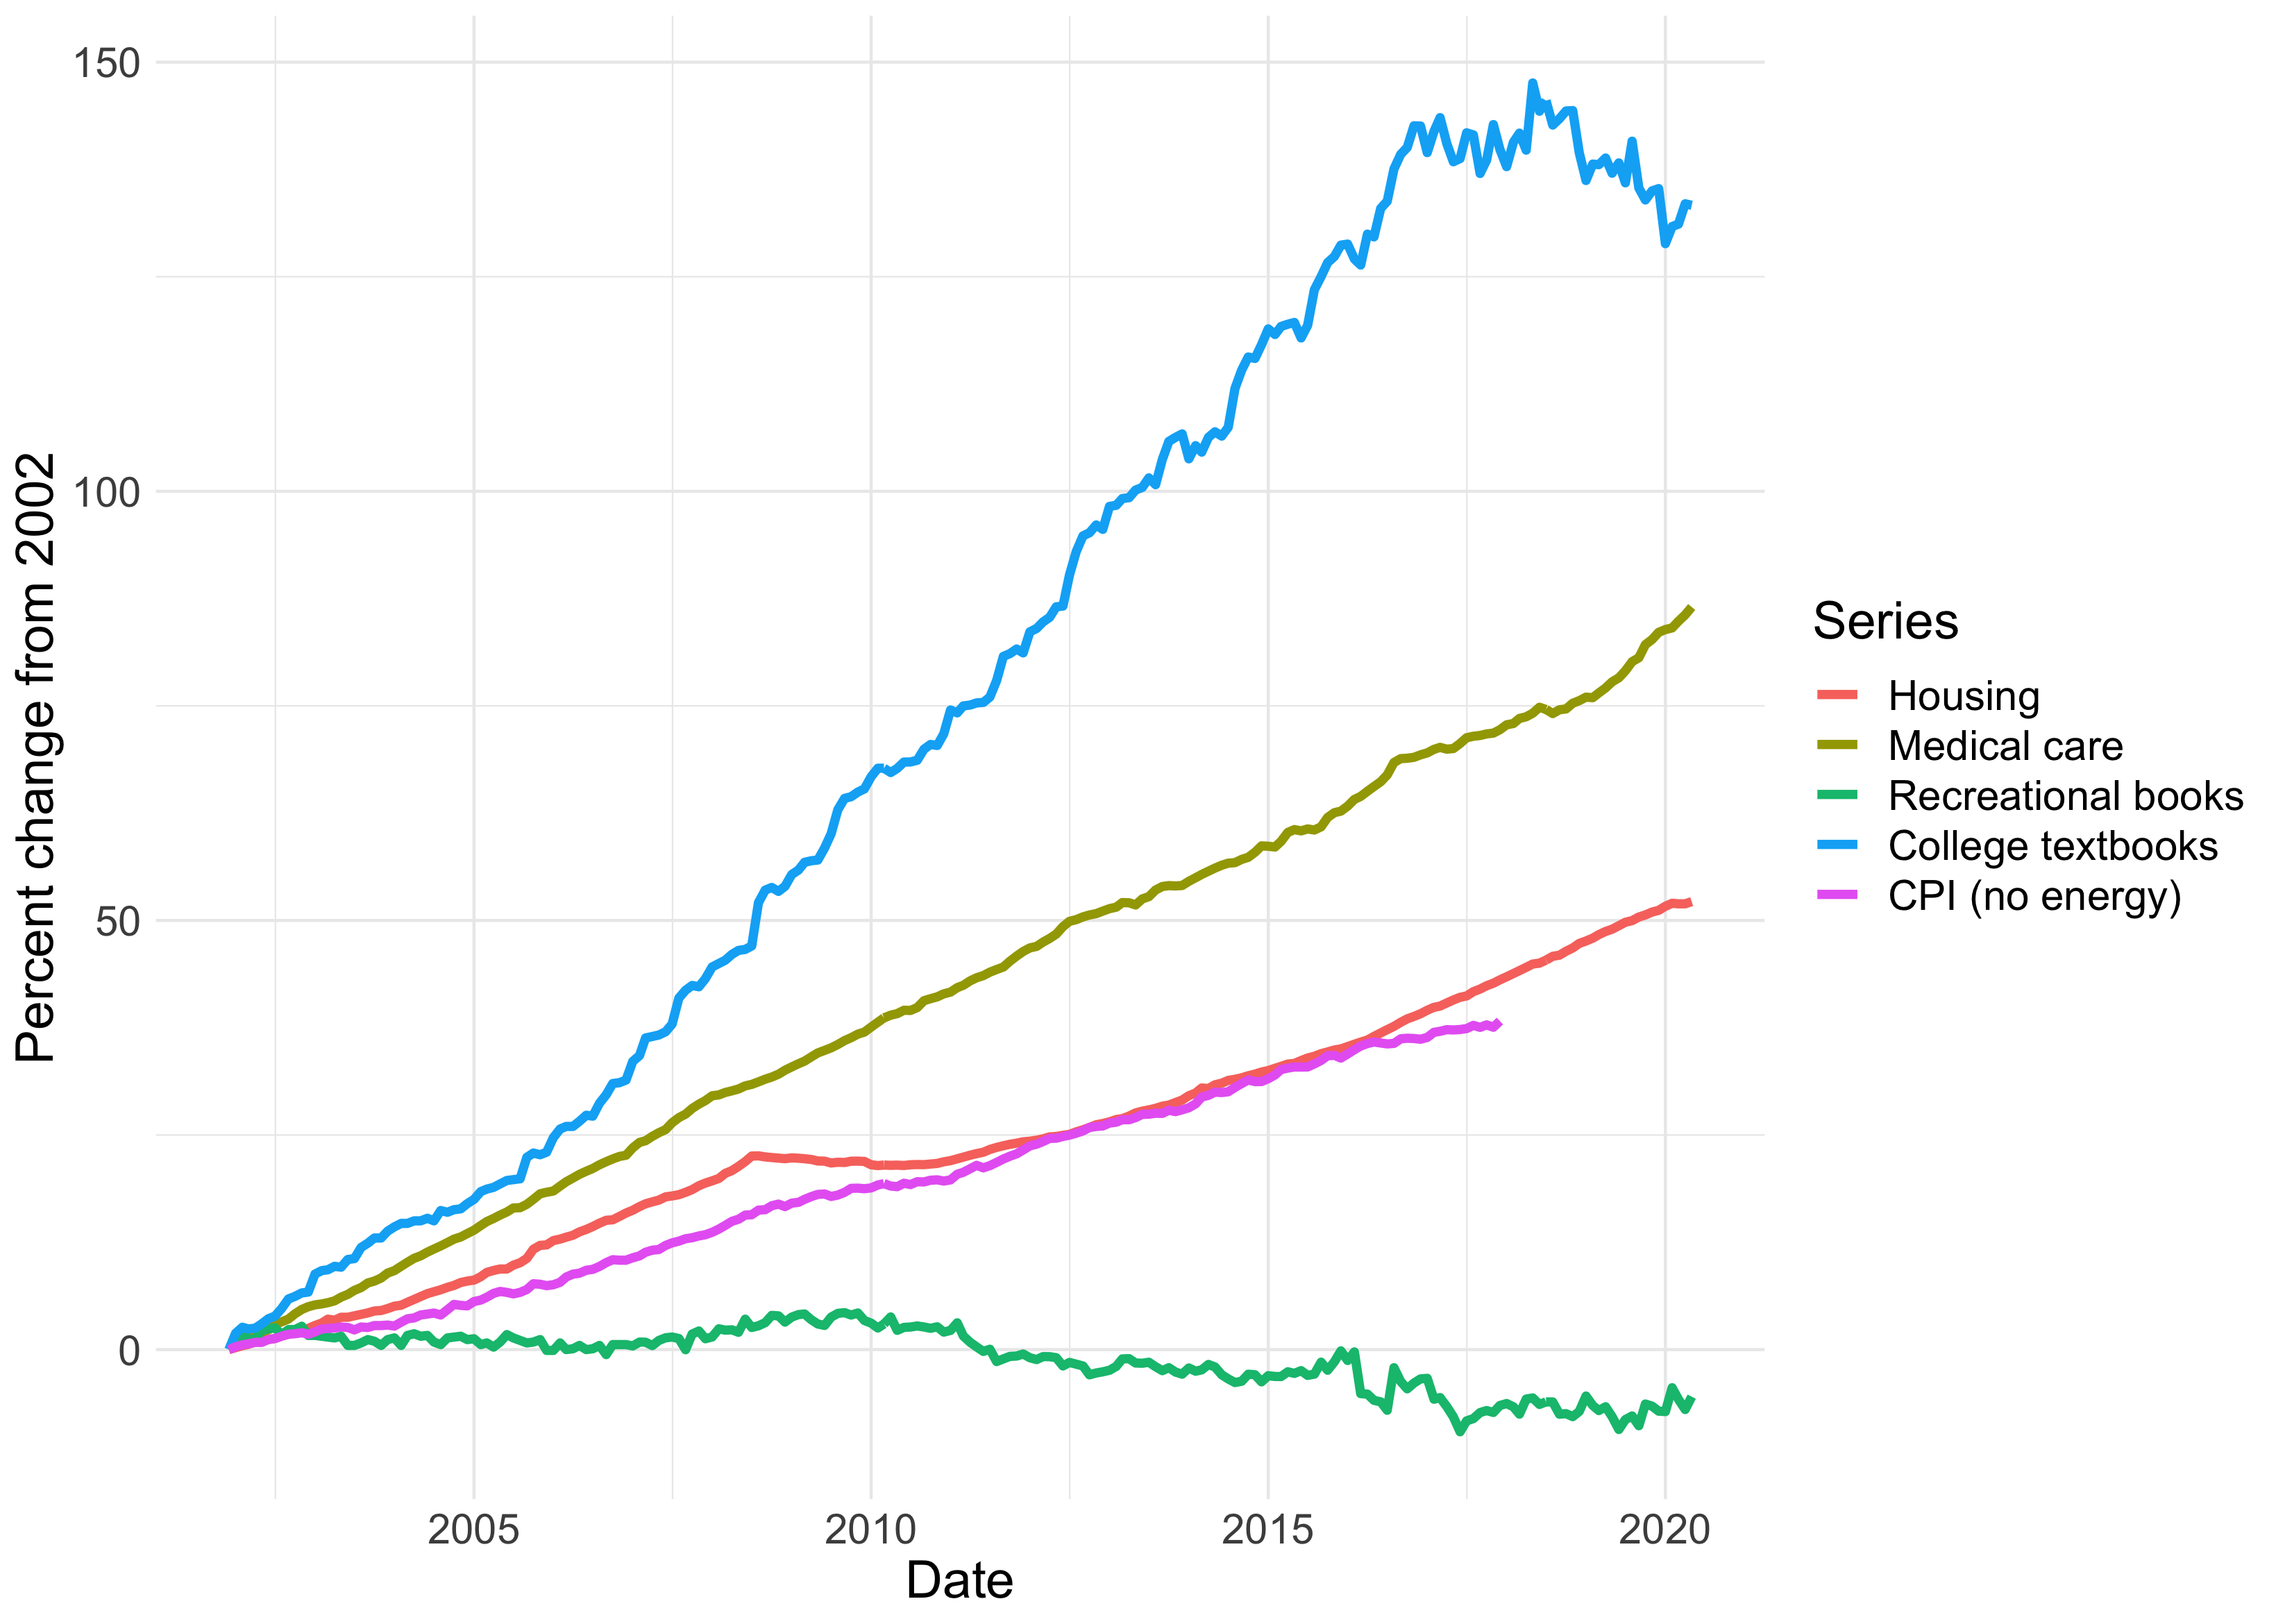 150
100
50
0
Percent change from 2002
2005 2010 2015 2020
Date
Series
Housing
Medical care
Recreational books
College textbooks
CPI (no energy)